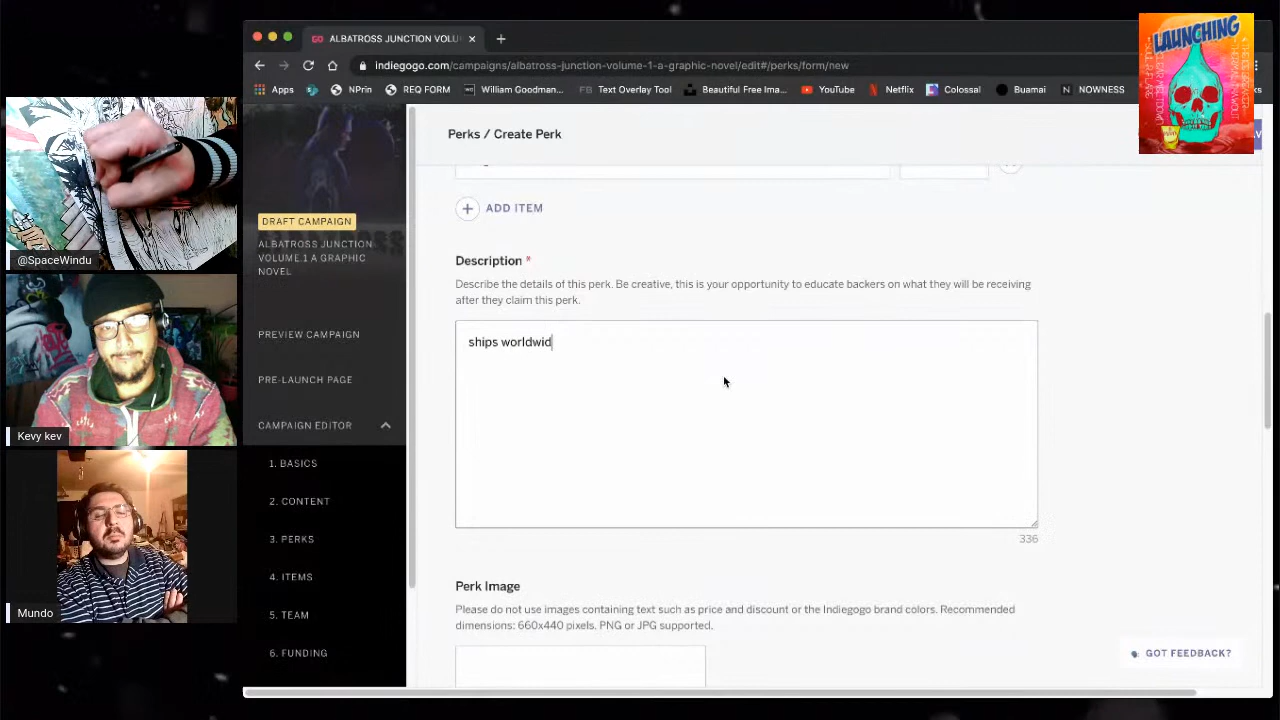 ALBATROSS JUNCTION VOLU
indiegogo.com/campaigns/albatross-junction-volume-1-a-graphic-novel/edit#/perks/form/new
Apps
NPrin
REQ FORM
William Goodman...
FB Text Overlay Tool
Beautiful Free Ima...
YouTube
Netflix
Colossal
Buamai
N NOWNESS
LAUNCHING
Perks / Create Perk
ADD ITEM
DRAFT CAMPAIGN
ALBATROSS JUNCTION
VOLUME 1 A GRAPHIC
NOVEL
PREVIEW CAMPAIGN
PRE-LAUNCH PAGE
CAMPAIGN EDITOR
1. BASICS
2. CONTENT
3. PERKS
4. ITEMS
5. TEAM
6. FUNDING
Description *
Describe the details of this perk. Be creative, this is your opportunity to educate backers on what they will be receiving
after they claim this perk.
ships worldwid
336
Perk Image
Please do not use images containing text such as price and discount or the Indiegogo brand colors. Recommended
dimensions: 660x440 pixels. PNG or JPG supported.
GOT FEEDBACK?
@SpaceWindu
Kevy kev
Mundo